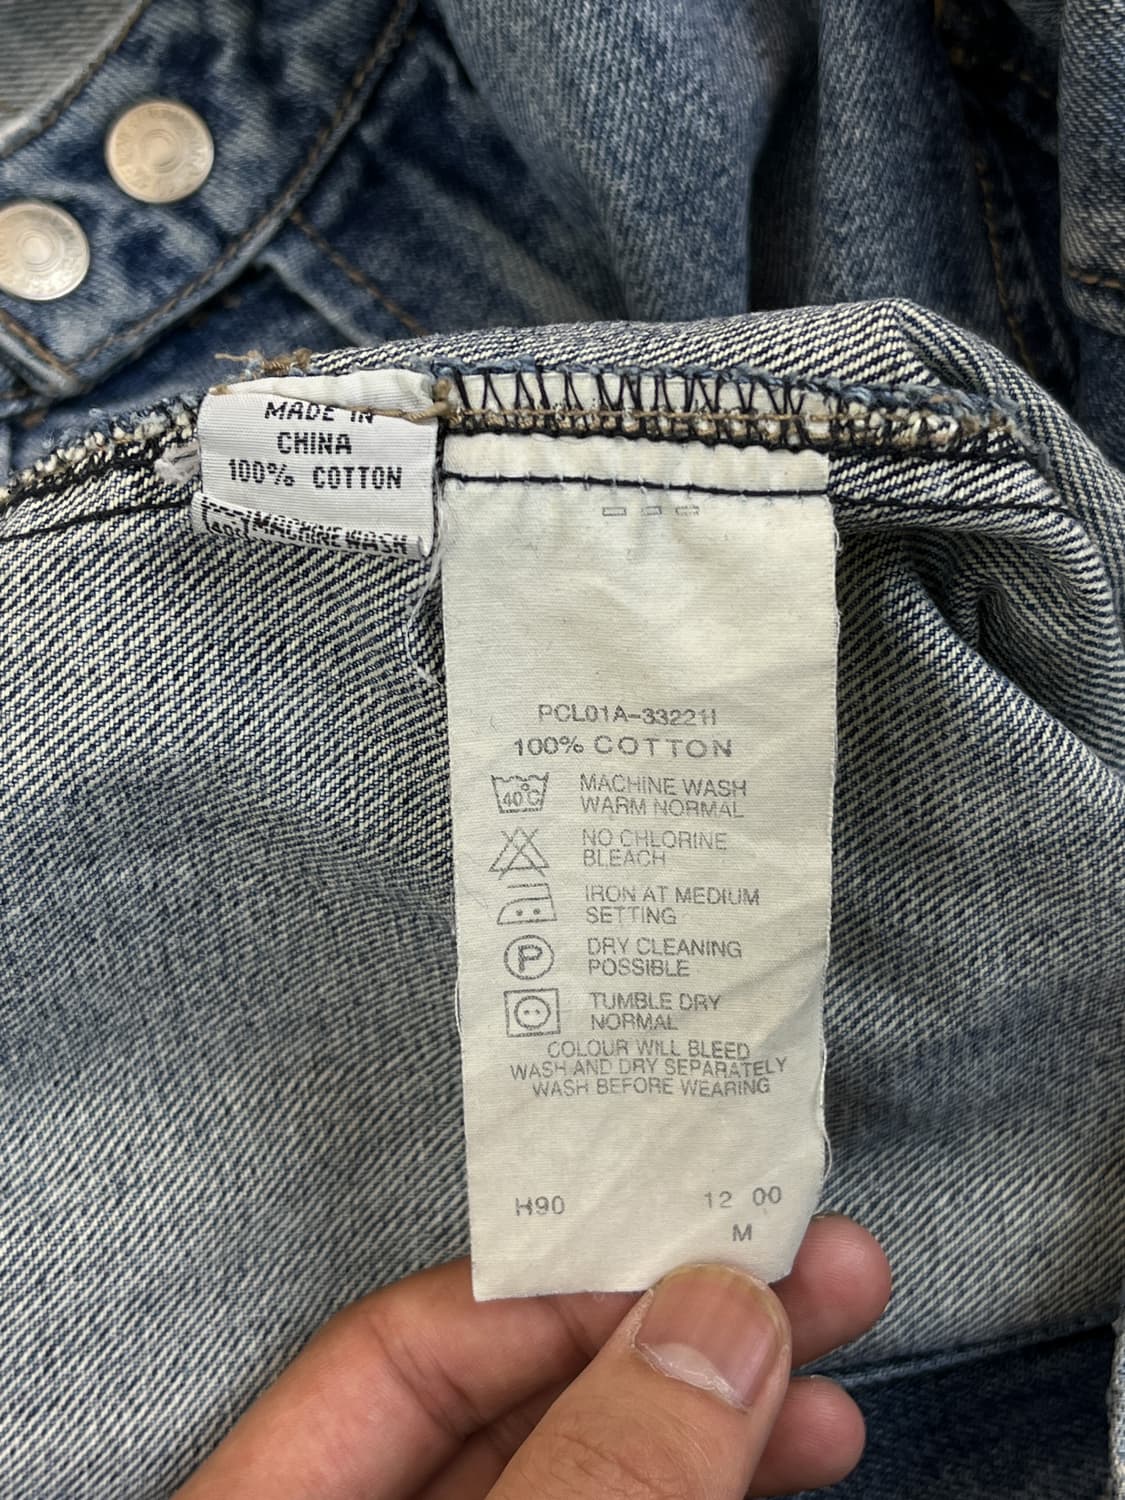 MADE IN
CHINA
100% COTTON
MACHINE WASH
PCL01A-33221I
100% COTTON
40°C
MACHINE WASH
WARM NORMAL
NO CHLORINE
BLEACH
IRON AT MEDIUM
SETTING
P
DRY CLEANING
POSSIBLE
TUMBLE DRY
NORMAL
COLOUR WILL BLEED
WASH AND DRY SEPARATELY
WASH BEFORE WEARING
H90
12 00
M